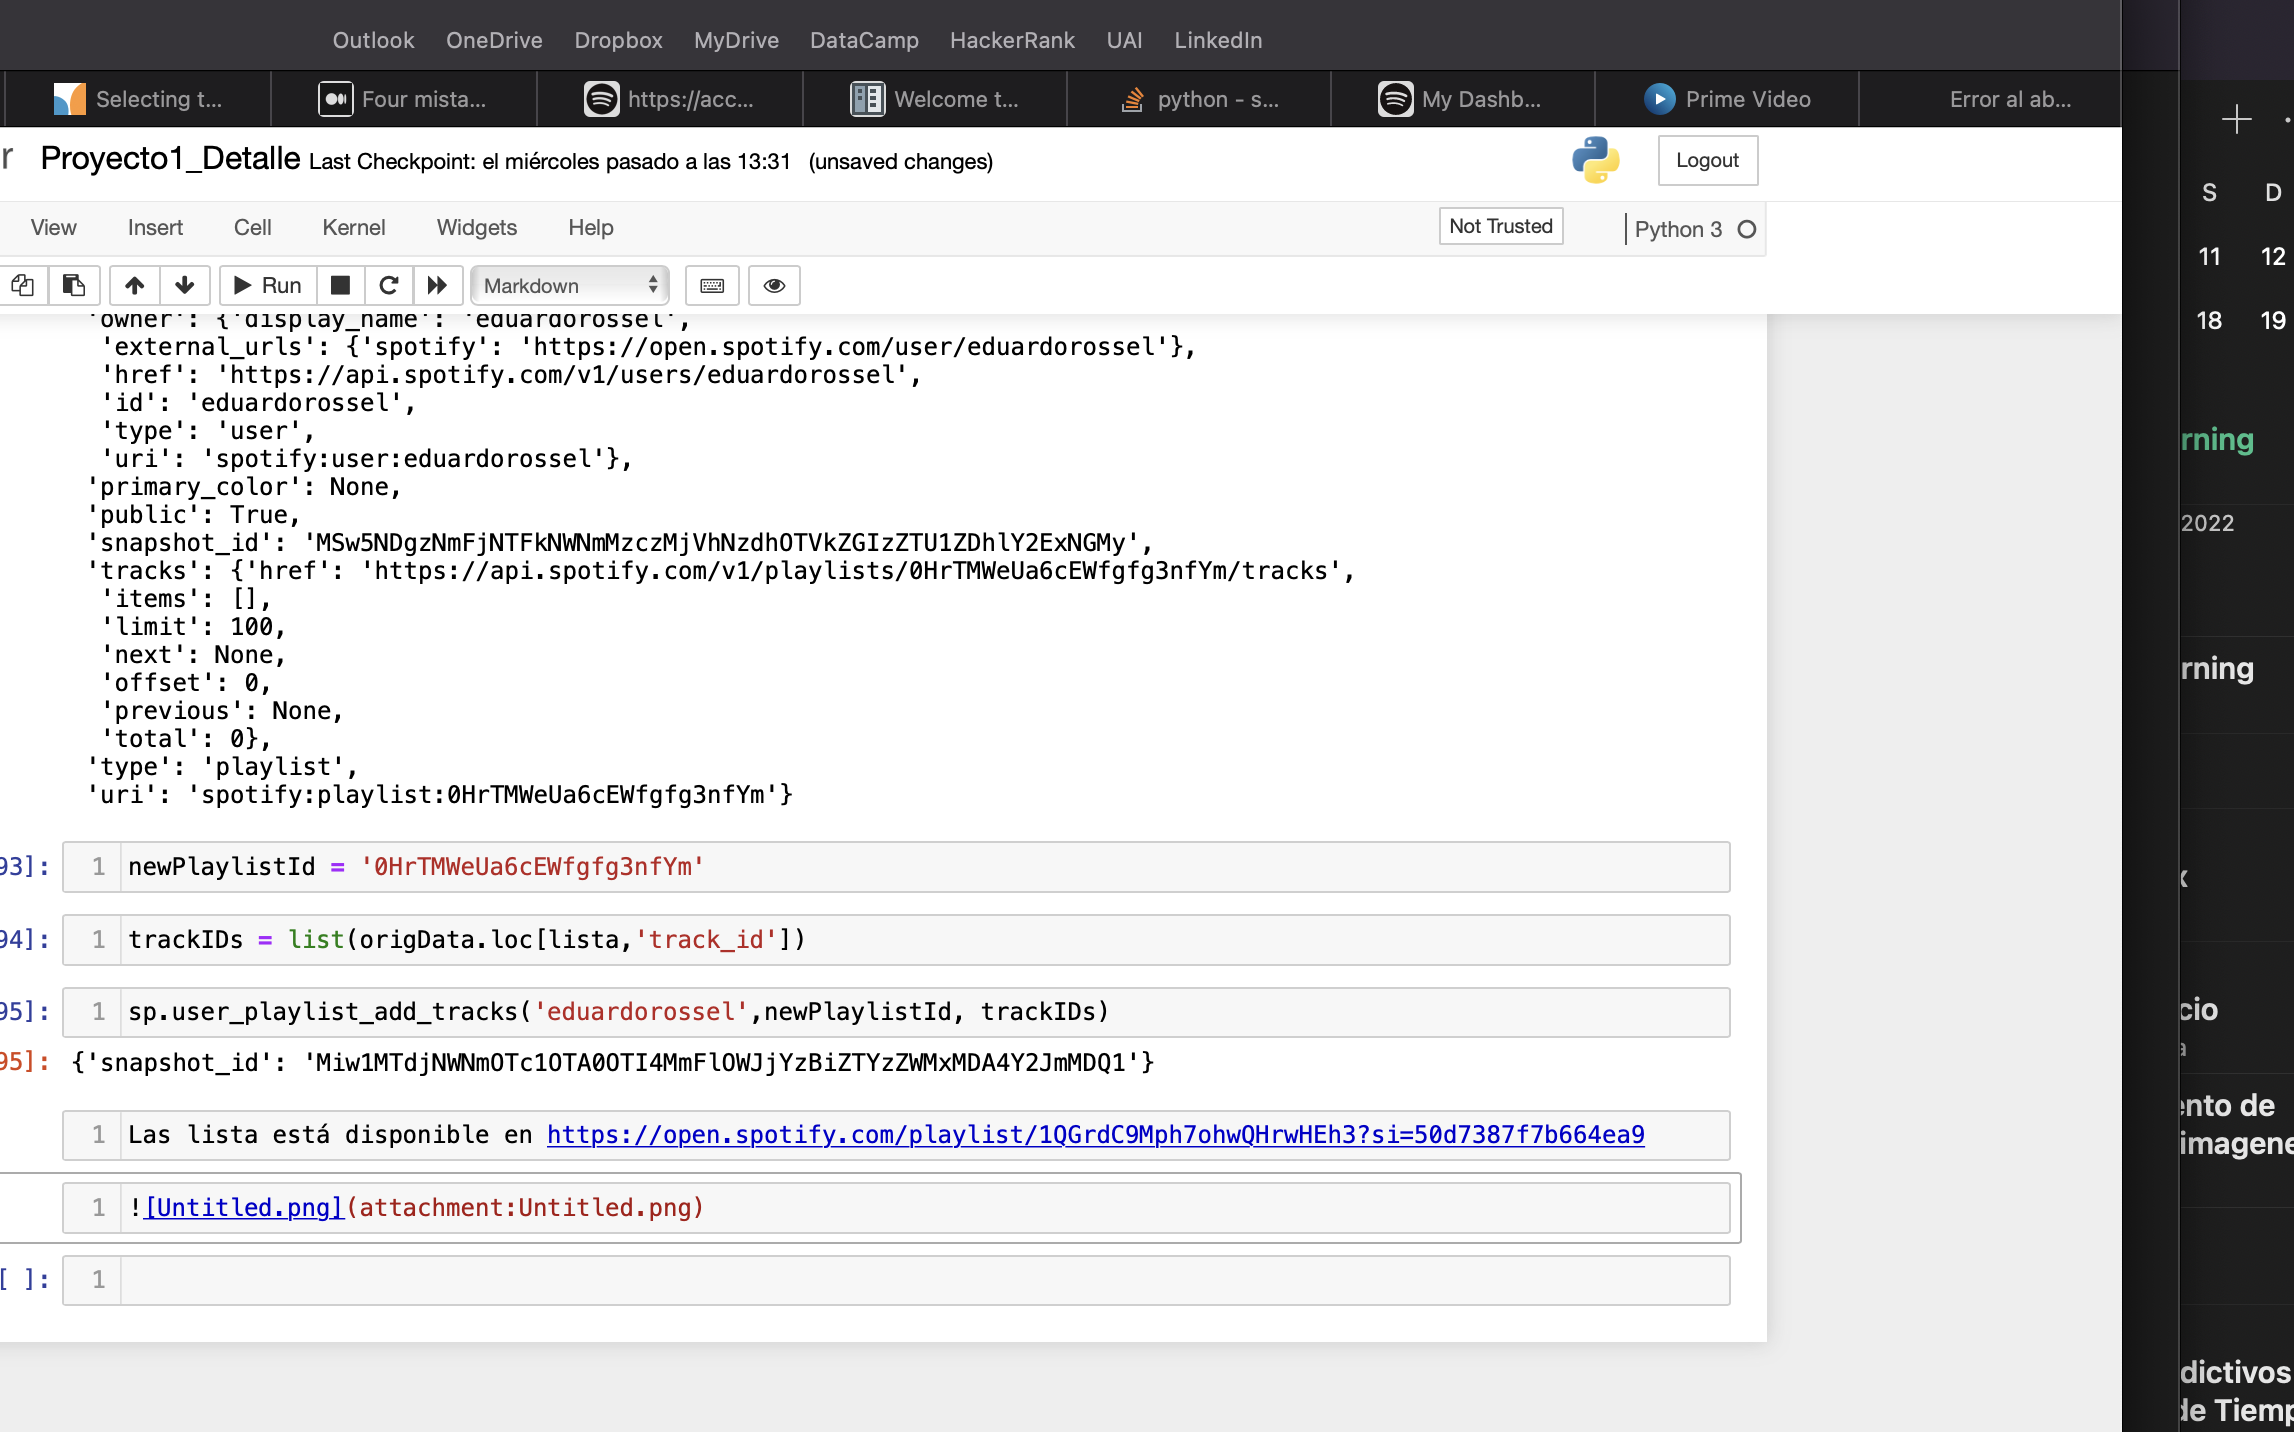 Outlook OneDrive Dropbox MyDrive DataCamp HackerRank UAI LinkedIn
Selecting t... Four mista... https://acc... Welcome t... python - s... My Dashb... Prime Video Error al ab...
r Proyecto1_Detalle Last Checkpoint: el miércoles pasado a las 13:31 (unsaved changes) Logout
View Insert Cell Kernel Widgets Help Not Trusted Python 3
Run Markdown
'owner': {'display_name': 'eduardorossel',
'external_urls': {'spotify': 'https://open.spotify.com/user/eduardorossel'},
'href': 'https://api.spotify.com/v1/users/eduardorossel',
'id': 'eduardorossel',
'type': 'user',
'uri': 'spotify:user:eduardorossel'},
'primary_color': None,
'public': True,
'snapshot_id': 'MSw5NDgzNmFjNTFkNWNmMzczMjVhNzdhOTVkZGIzZTU1ZDhlY2ExNGMy',
'tracks': {'href': 'https://api.spotify.com/v1/playlists/0HrTMWeUa6cEWfgfg3nfYm/tracks',
'items': [],
'limit': 100,
'next': None,
'offset': 0,
'previous': None,
'total': 0},
'type': 'playlist',
'uri': 'spotify:playlist:0HrTMWeUa6cEWfgfg3nfYm'}
93]: 1 newPlaylistId = '0HrTMWeUa6cEWfgfg3nfYm'
94]: 1 trackIDs = list(origData.loc[lista,'track_id'])
95]: 1 sp.user_playlist_add_tracks('eduardorossel',newPlaylistId, trackIDs)
95]: {'snapshot_id': 'Miw1MTdjNWNmOTc1OTA0OTI4MmFlOWJjYzBiZTYzZWMxMDA4Y2JmMDQ1'}
1 Las lista está disponible en https://open.spotify.com/playlist/1QGrdC9Mph7ohwQHrwHEh3?si=50d7387f7b664ea9
1 ![Untitled.png](attachment:Untitled.png)
[ ]: 1
S D
11 12
18 19
rning
2022
rning
x
cio
a
ento de
imagene
dictivos
de Tiemp